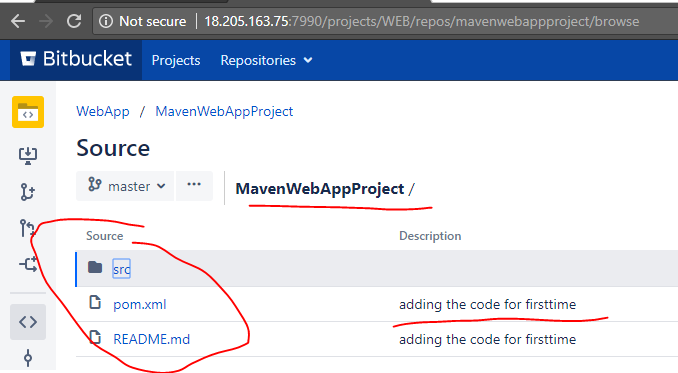 Not secure | 18.205.163.75:7990/projects/WEB/repos/mavenwebappproject/browse
Bitbucket Projects Repositories
WebApp / MavenWebAppProject
Source
master ··· MavenWebAppProject /
Source Description
src
pom.xml adding the code for firsttime
README.md adding the code for firsttime